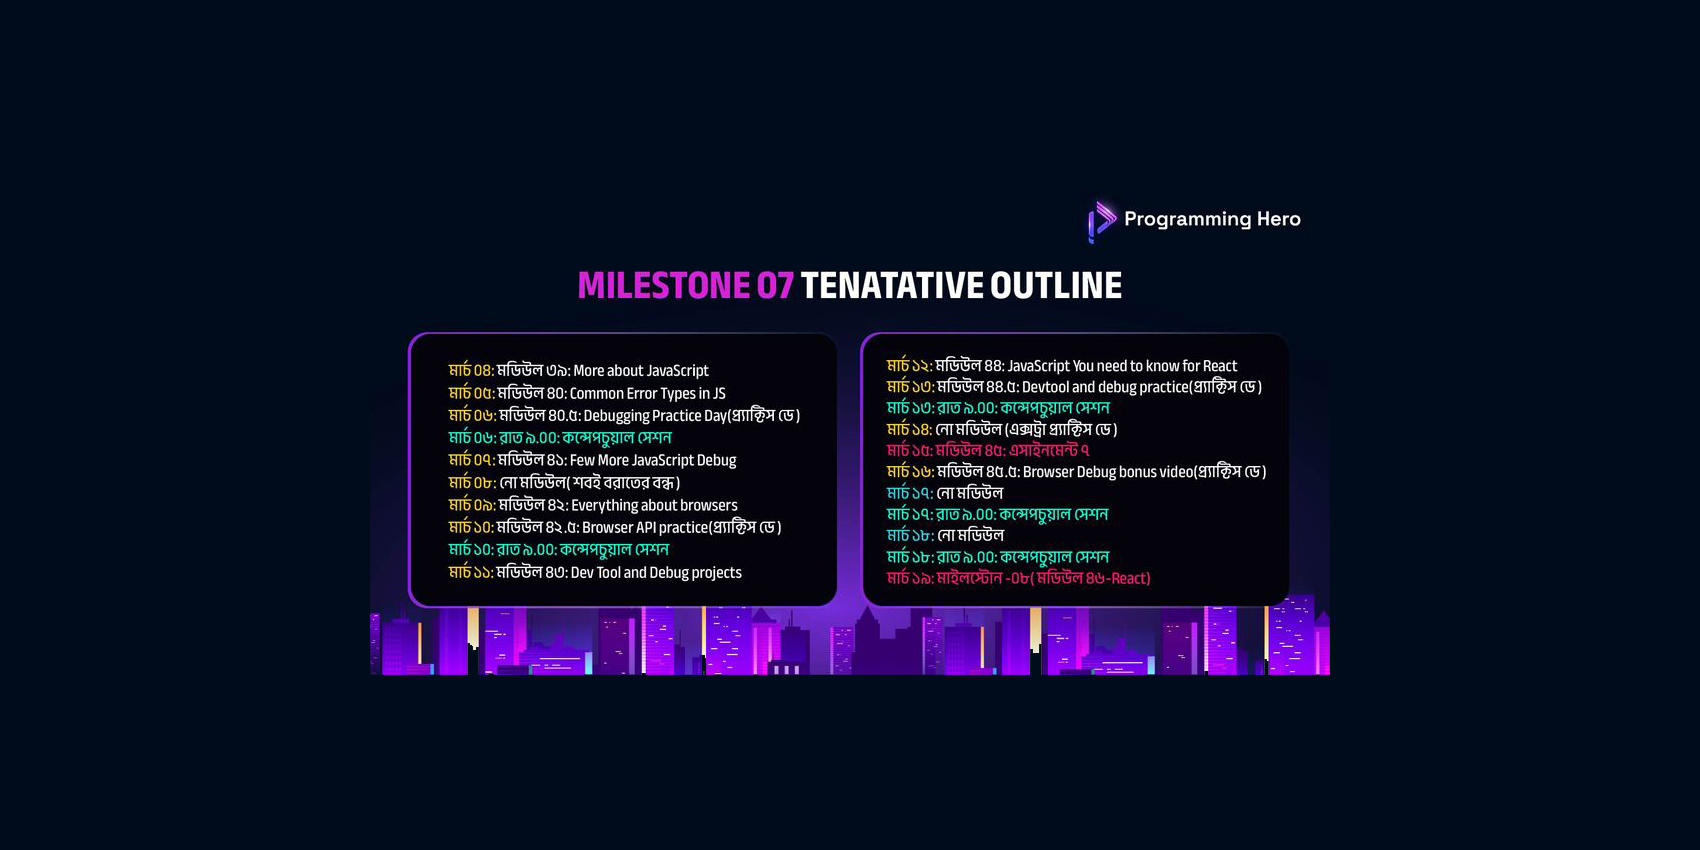 Programming Hero
MILESTONE 07 TENATATIVE OUTLINE
মার্চ ০৪: মডিউল ৩৯: More about JavaScript
মার্চ ০৫: মডিউল ৪০: Common Error Types in JS
মার্চ ০৬: মডিউল ৪০.৫: Debugging Practice Day(প্র্যাক্টিস ডে )
মার্চ ০৬: রাত ৯.00: কন্সেপচুয়াল সেশন
মার্চ ০৭: মডিউল ৪১: Few More JavaScript Debug
মার্চ ০৮: নো মডিউল( শবই বরাতের বন্ধ )
মার্চ ০৯: মডিউল ৪২: Everything about browsers
মার্চ ১০: মডিউল ৪২.৫: Browser API practice(প্র্যাক্টিস ডে )
মার্চ ১০: রাত ৯.00: কন্সেপচুয়াল সেশন
মার্চ ১১: মডিউল ৪৩: Dev Tool and Debug projects
মার্চ ১২: মডিউল ৪৪: JavaScript You need to know for React
মার্চ ১৩: মডিউল ৪৪.৫: Devtool and debug practice(প্র্যাক্টিস ডে )
মার্চ ১৩: রাত ৯.00: কন্সেপচুয়াল সেশন
মার্চ ১৪: নো মডিউল (এক্সট্রা প্র্যাক্টিস ডে )
মার্চ ১৫: মডিউল ৪৫: এসাইনমেন্ট ৭
মার্চ ১৬: মডিউল ৪৫.৫: Browser Debug bonus video(প্র্যাক্টিস ডে )
মার্চ ১৭: নো মডিউল
মার্চ ১৭: রাত ৯.00: কন্সেপচুয়াল সেশন
মার্চ ১৮: নো মডিউল
মার্চ ১৮: রাত ৯.00: কন্সেপচুয়াল সেশন
মার্চ ১৯: মাইলস্টোন -০৮( মডিউল ৪৬-React)